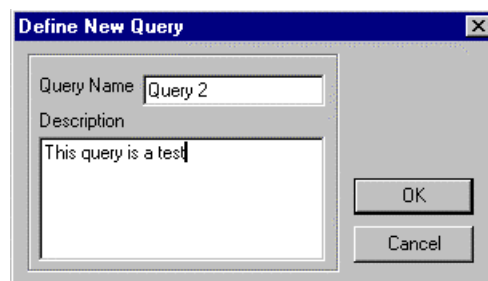 Define New Query
Query Name Query 2
Description
This query is a test
OK
Cancel